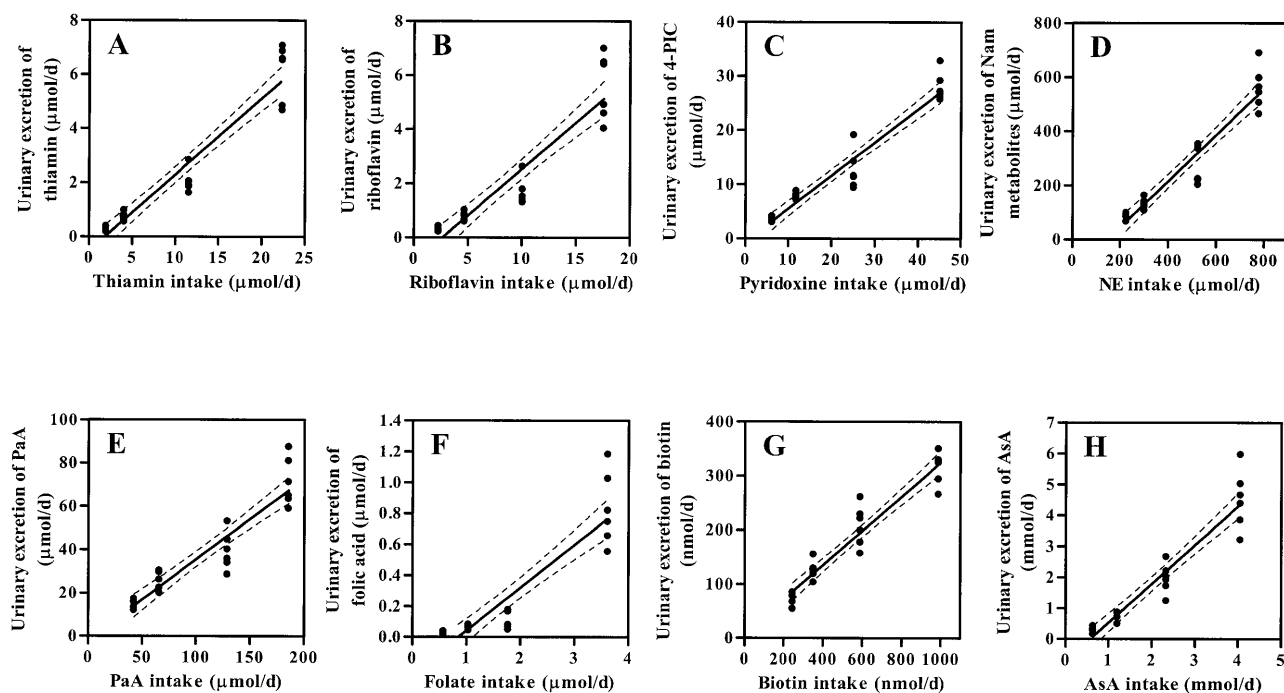 A
Urinary excretion of
thiamin (μmol/d)
8
6
4
2
0
0 5 10 15 20 25
Thiamin intake (μmol/d)
B
Urinary excretion of
riboflavin (μmol/d)
8
6
4
2
0
0 5 10 15 20
Riboflavin intake (μmol/d)
C
Urinary excretion of 4-PIC
(μmol/d)
40
30
20
10
0
0 10 20 30 40 50
Pyridoxine intake (μmol/d)
D
Urinary excretion of Nam
metabolites (μmol/d)
800
600
400
200
0
0 200 400 600 800
NE intake (μmol/d)
E
Urinary excretion of PaA
(μmol/d)
100
80
60
40
20
0
0 50 100 150 200
PaA intake (μmol/d)
F
Urinary excretion of
folic acid (μmol/d)
1.4
1.2
1.0
0.8
0.6
0.4
0.2
0.0
0 1 2 3 4
Folate intake (μmol/d)
G
Urinary excretion of biotin
(nmol/d)
400
300
200
100
0
0 200 400 600 800 1000
Biotin intake (nmol/d)
H
Urinary excretion of AsA
(mmol/d)
7
6
5
4
3
2
1
0
0 1 2 3 4 5
AsA intake (mmol/d)